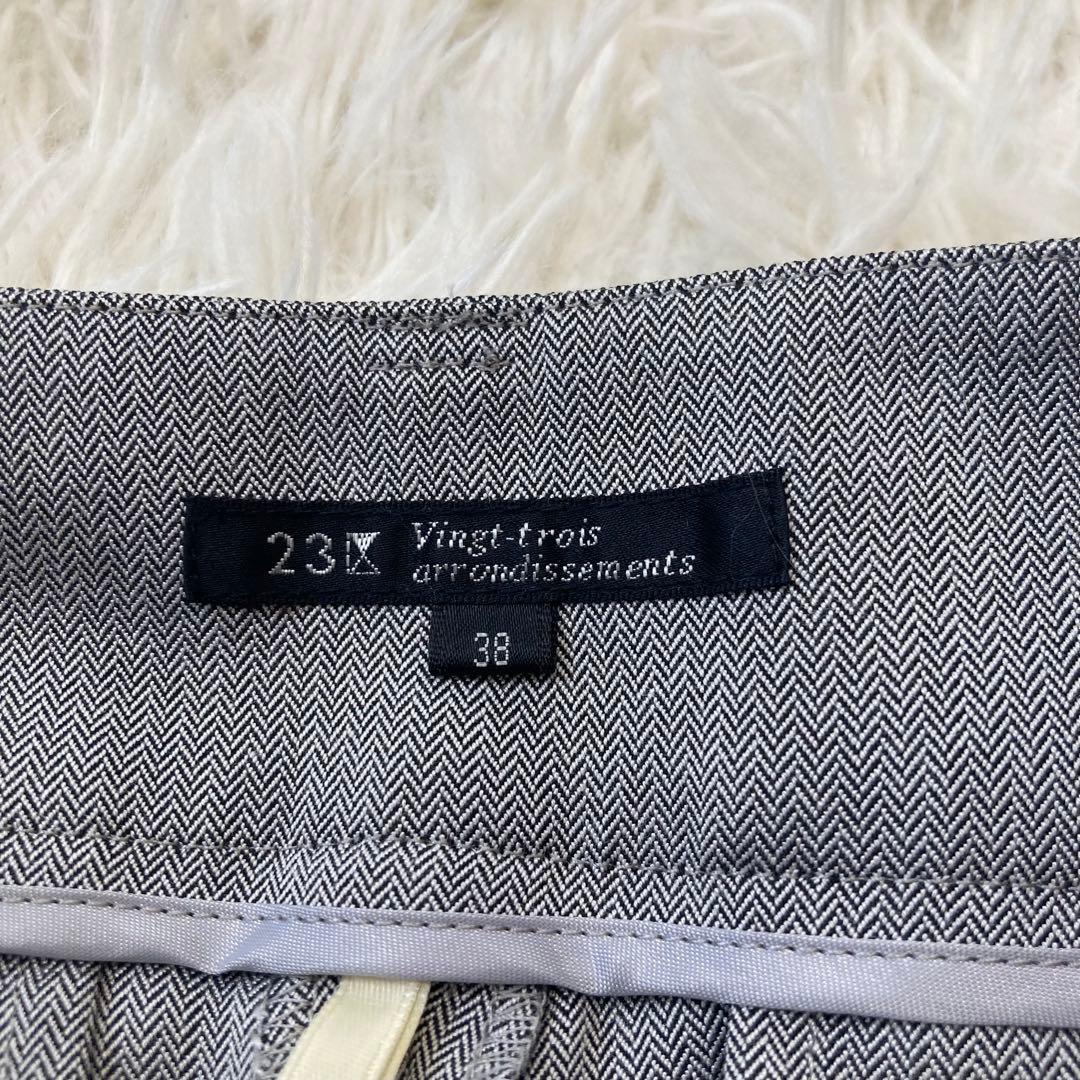 23区 Vingt-trois
arrondissements
38